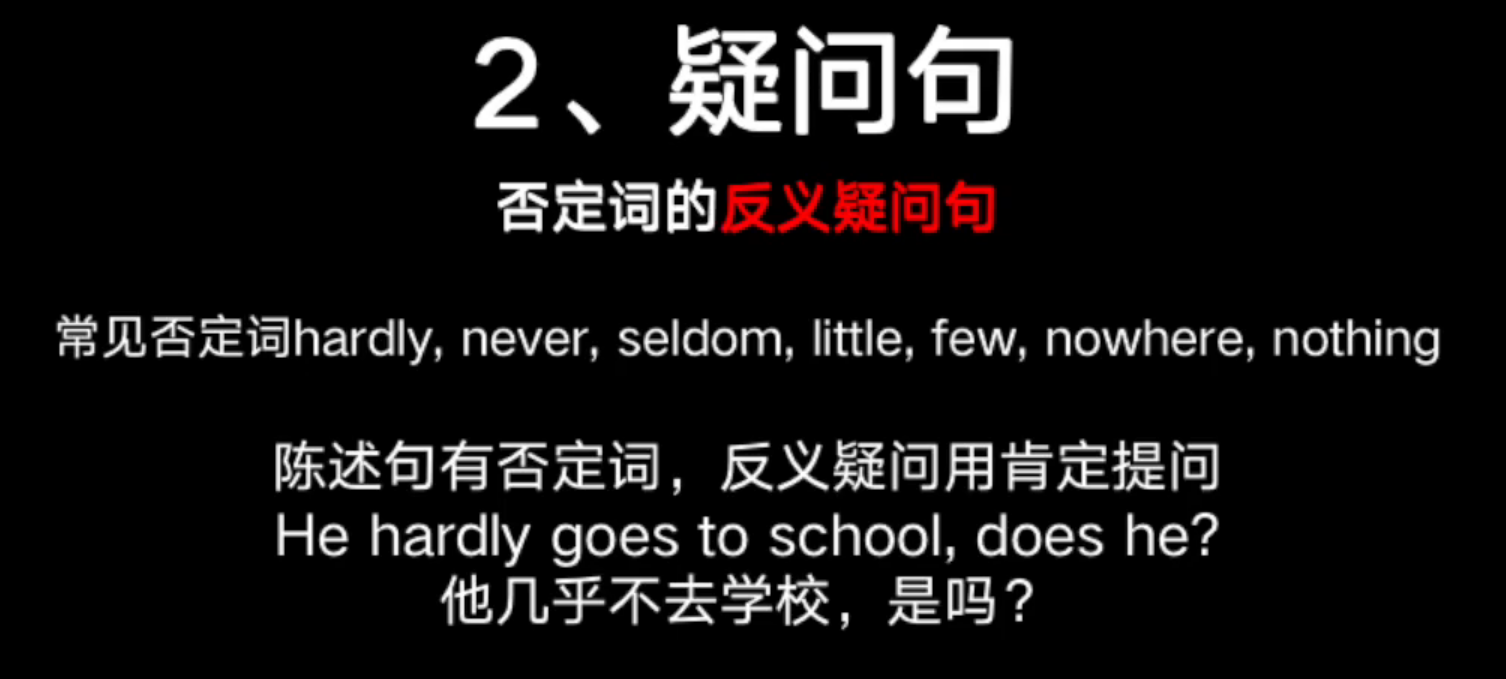 2、疑问句
否定词的反义疑问句
常见否定词hardly, never, seldom, little, few, nowhere, nothing
陈述句有否定词，反义疑问用肯定提问
He hardly goes to school, does he?
他几乎不去学校，是吗？